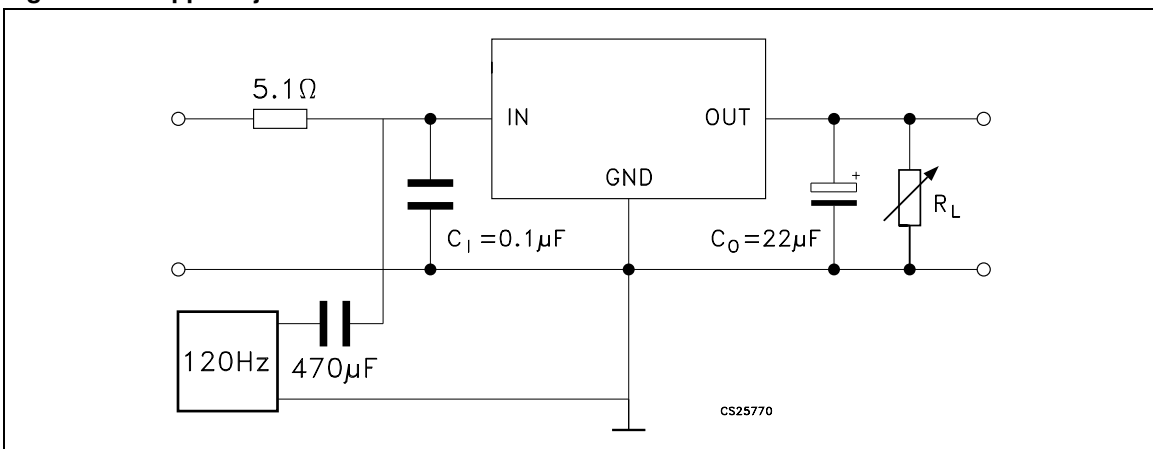 5.1Ω
IN
OUT
GND
+
R_L
C_I =0.1µF
C_O =22µF
120Hz
470µF
CS25770